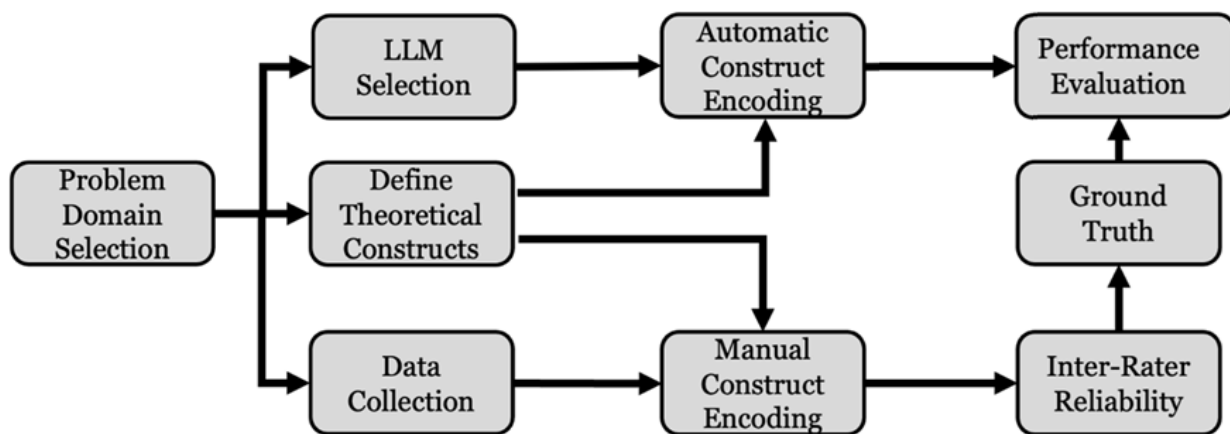 LLM
Selection
Automatic
Construct
Encoding
Performance
Evaluation
Problem
Domain
Selection
Define
Theoretical
Constructs
Ground
Truth
Data
Collection
Manual
Construct
Encoding
Inter-Rater
Reliability